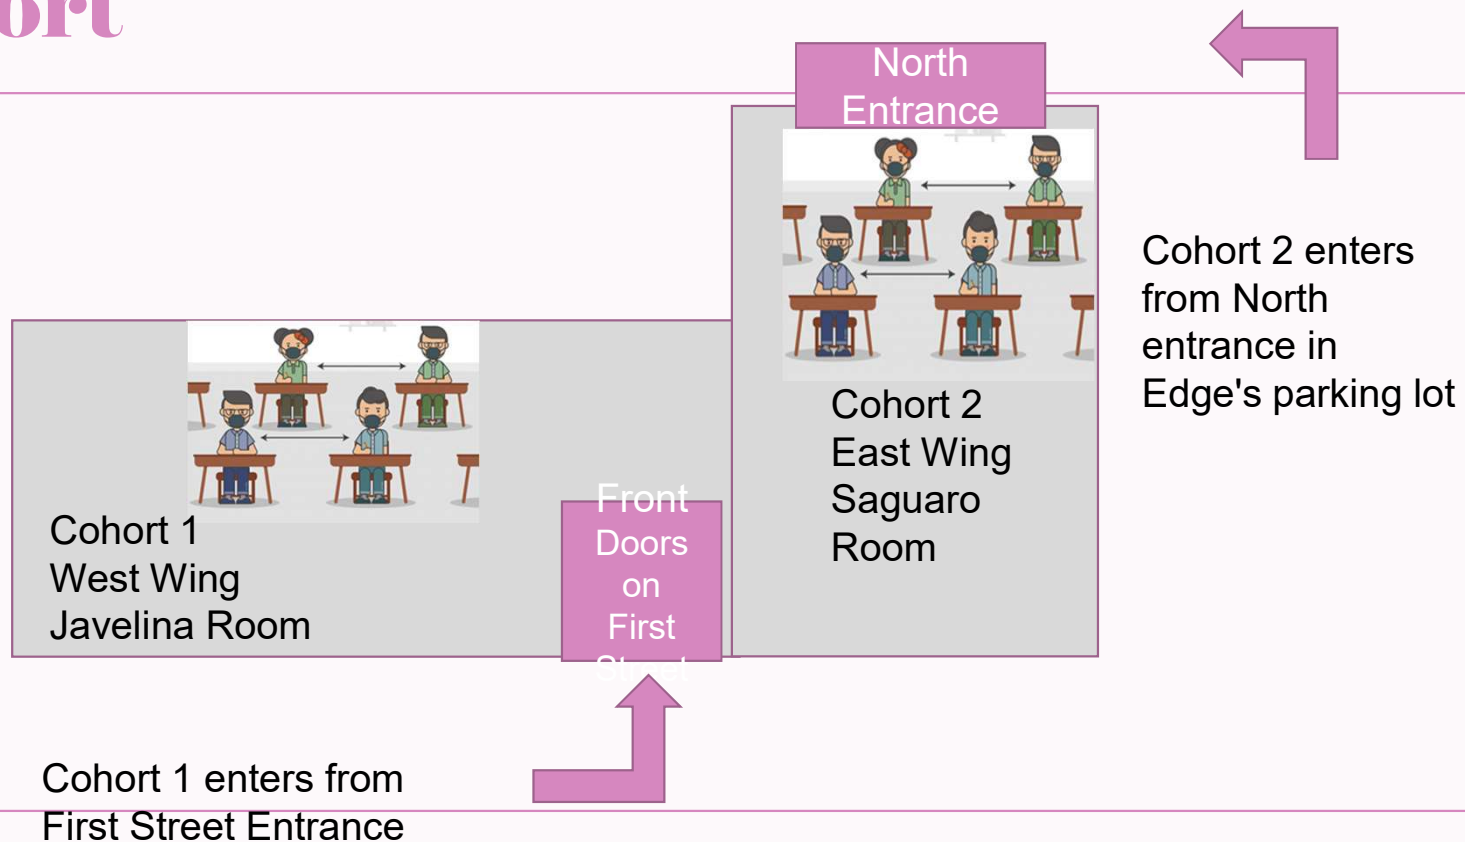 North
Entrance
Cohort 2 enters
from North
entrance in
Edge's parking lot
Cohort 2
East Wing
Saguaro
Room
Front
Doors
on
First
Street
Cohort 1
West Wing
Javelina Room
Cohort 1 enters from
First Street Entrance